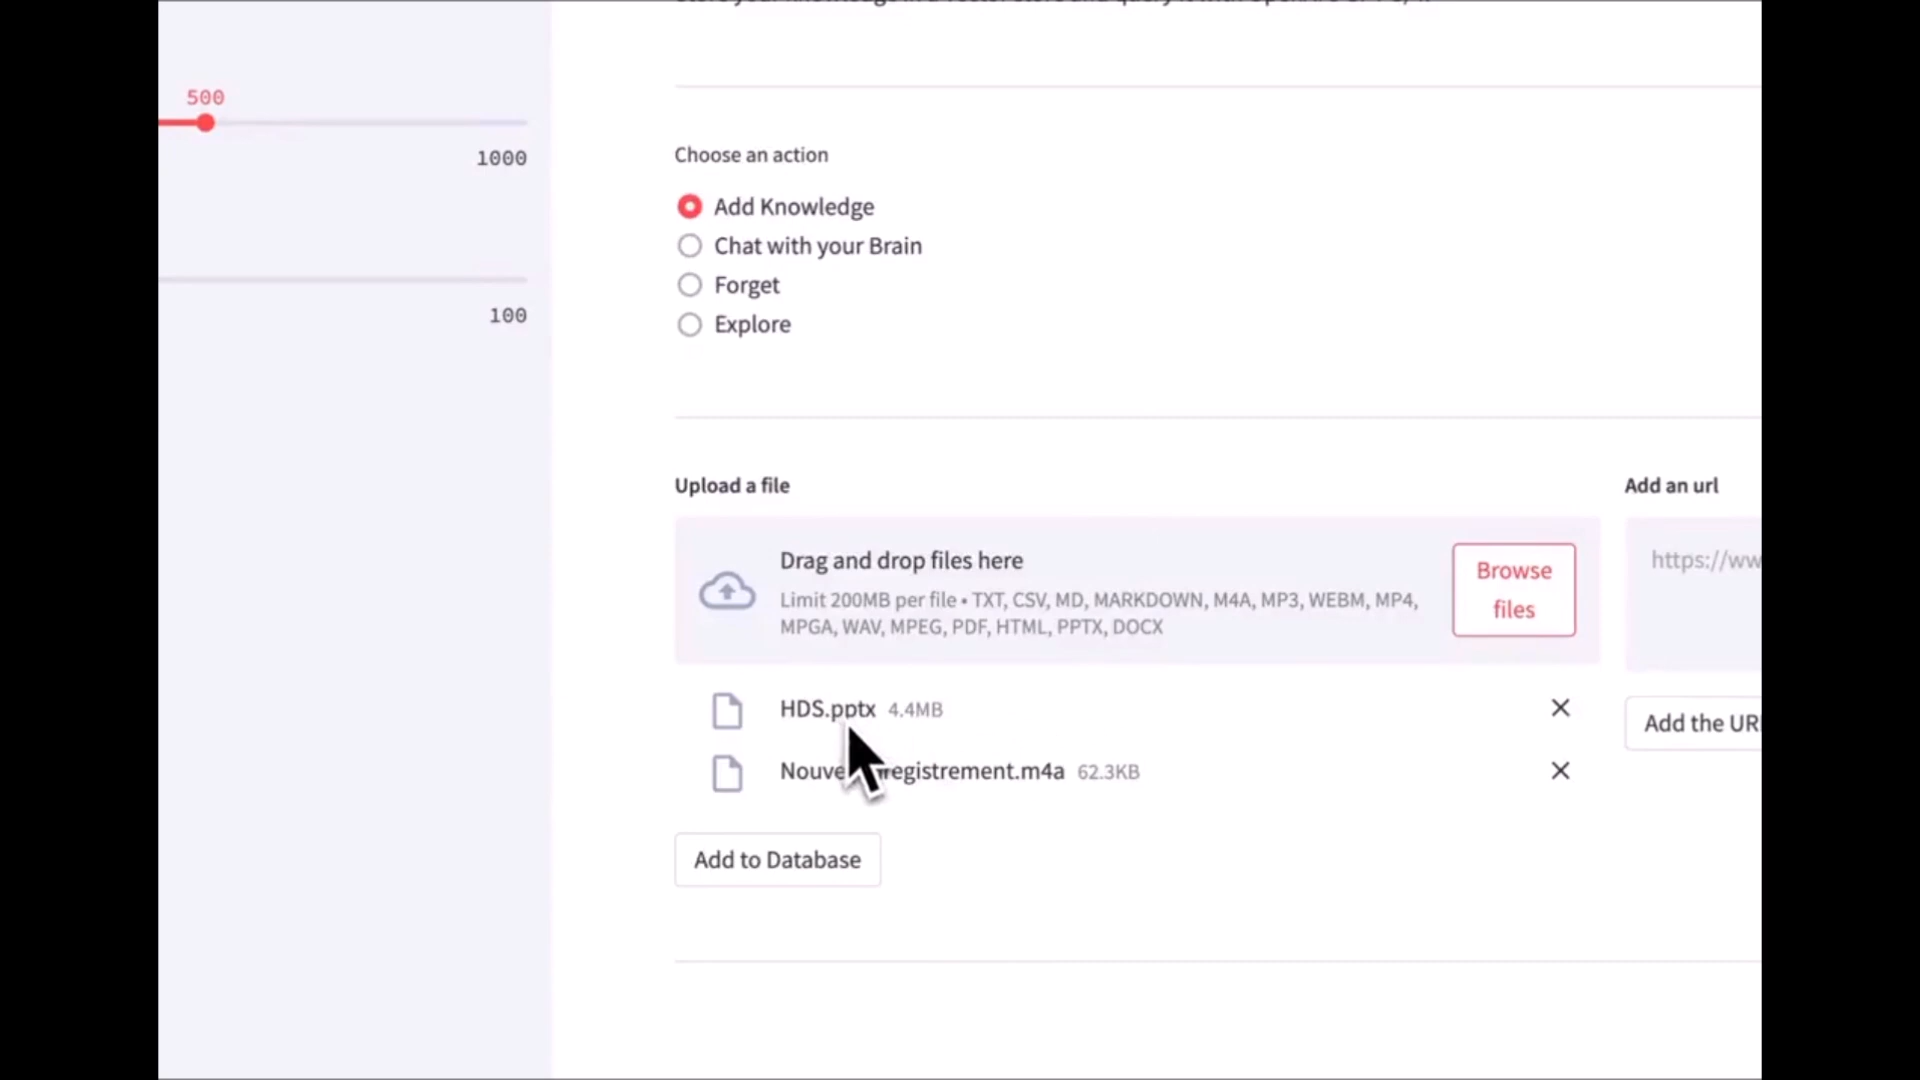 500
1000
100
Choose an action
Add Knowledge
Chat with your Brain
Forget
Explore
Upload a file
Drag and drop files here
Limit 200MB per file • TXT, CSV, MD, MARKDOWN, M4A, MP3, WEBM, MP4,
MPGA, WAV, MPEG, PDF, HTML, PPTX, DOCX
Browse
files
HDS.pptx 4.4MB
62.3KB
Add to Database
Add an url
https://ww
Add the